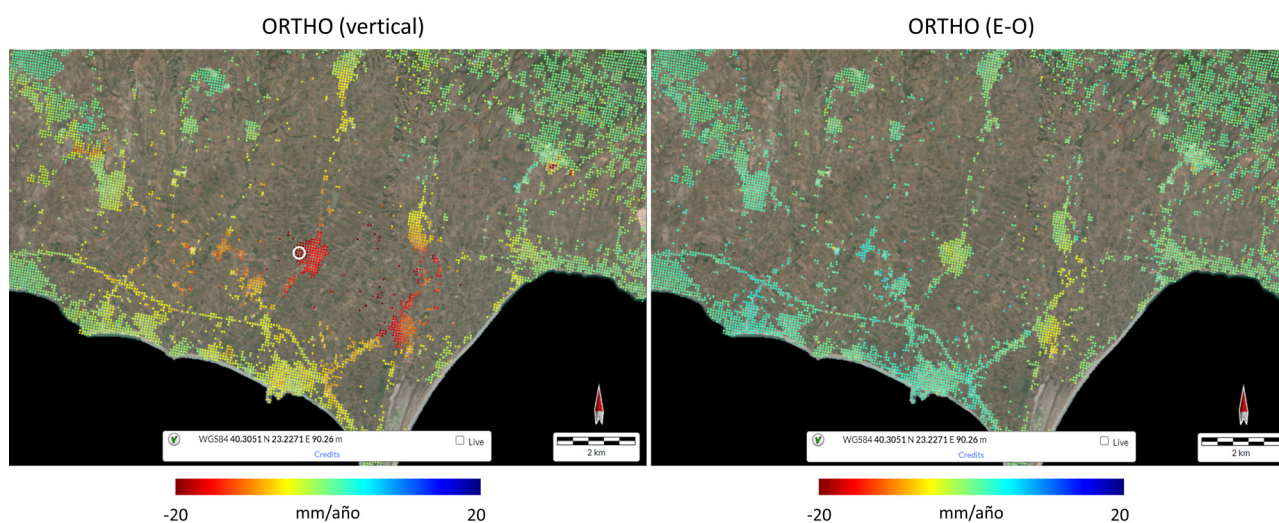 ORTHO (vertical)
ORTHO (E-O)
WGS84 40.3051 N 23.2271 E 90.26 m
Live
Credits
2 km
WGS84 40.3051 N 23.2271 E 90.26 m
Live
Credits
2 km
-20
mm/año
20
-20
mm/año
20